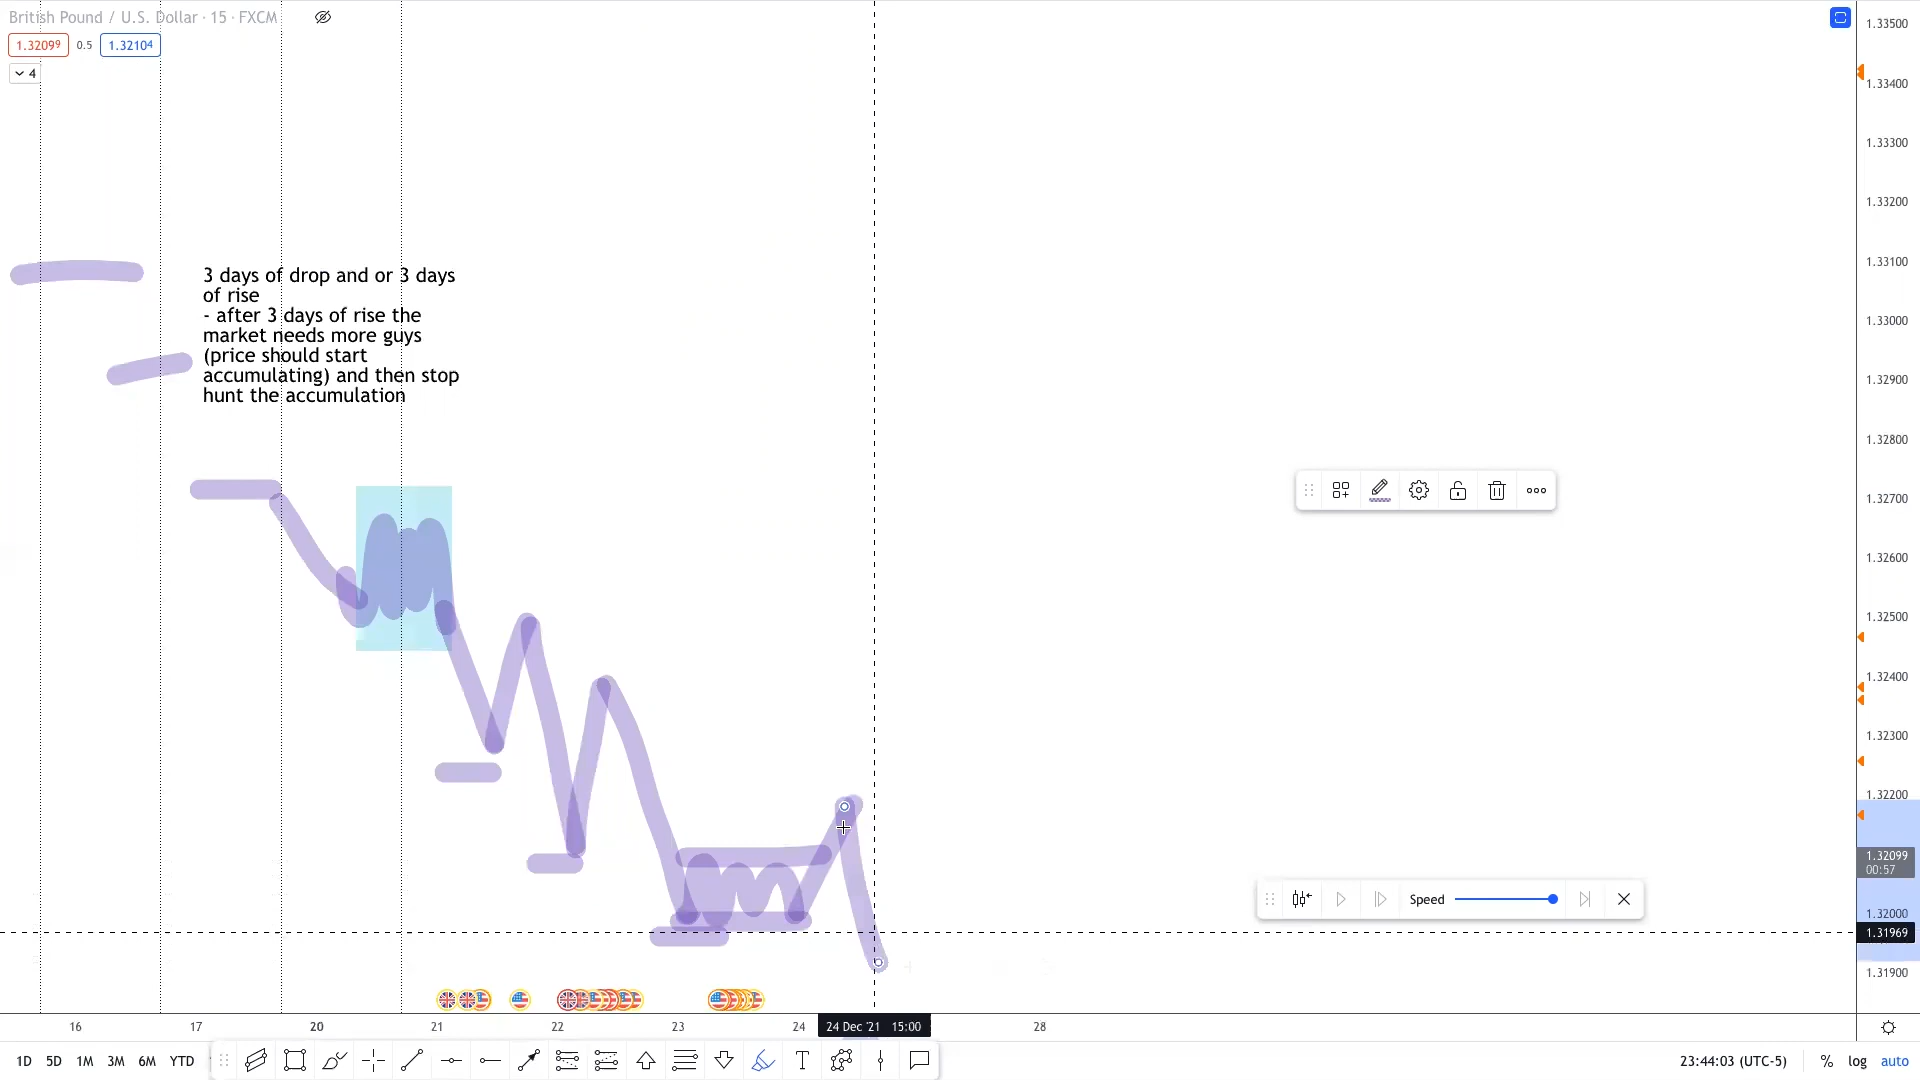 British Pound / U.S. Dollar · 15 · FXCM
1.32099 0.5 1.32104
4
3 days of drop and or 3 days
of rise
- after 3 days of rise the
market needs more guys
(price should start
accumulating) and then stop
hunt the accumulation
1.33500
1.33400
1.33300
1.33200
1.33100
1.33000
1.32900
1.32800
1.32700
1.32600
1.32500
1.32400
1.32300
1.32200
1.32099
00:57
1.32000
1.31969
1.31900
Speed
16 17 20 21 22 23 24 24 Dec '21 15:00 28
1D 5D 1M 3M 6M YTD
T
23:44:03 (UTC-5) % log auto